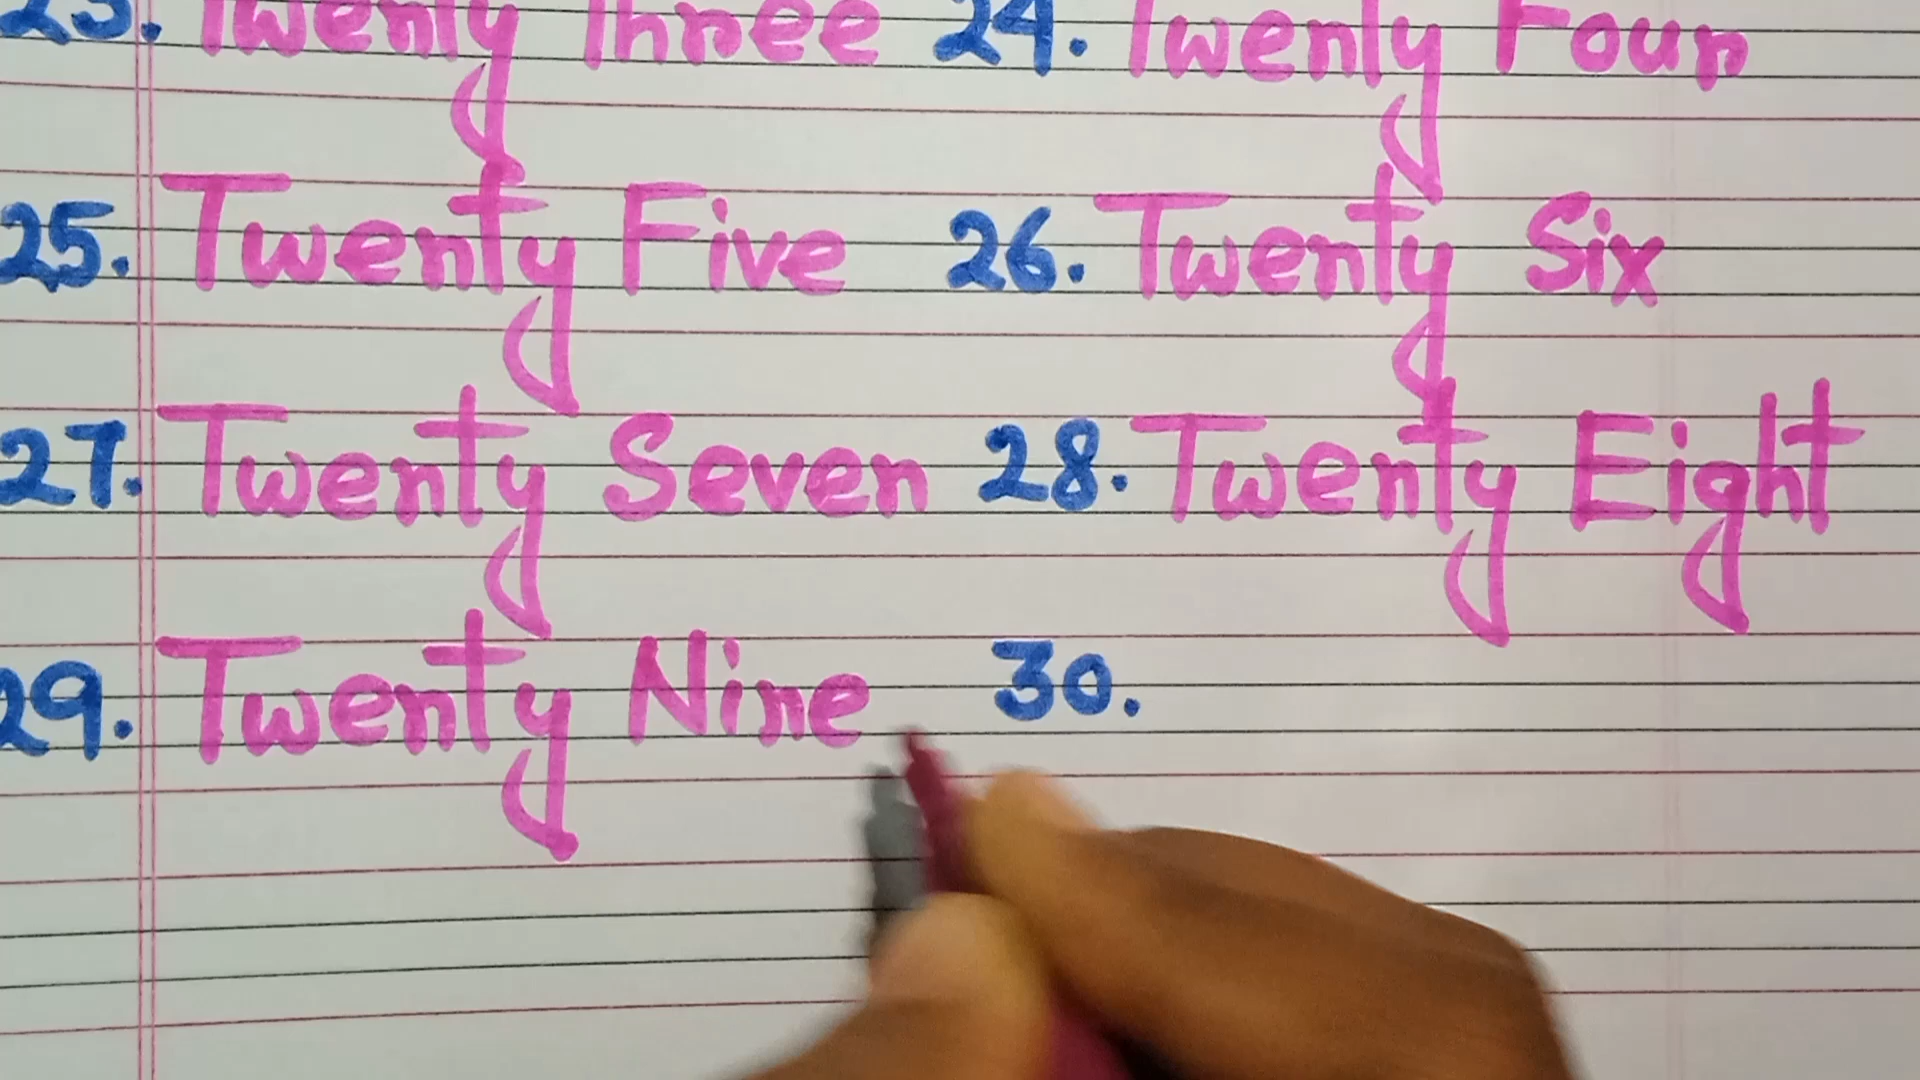 23. Twenty Three 24. Twenty Four
25. Twenty Five 26. Twenty Six
27. Twenty Seven 28. Twenty Eight
29. Twenty Nine 30.